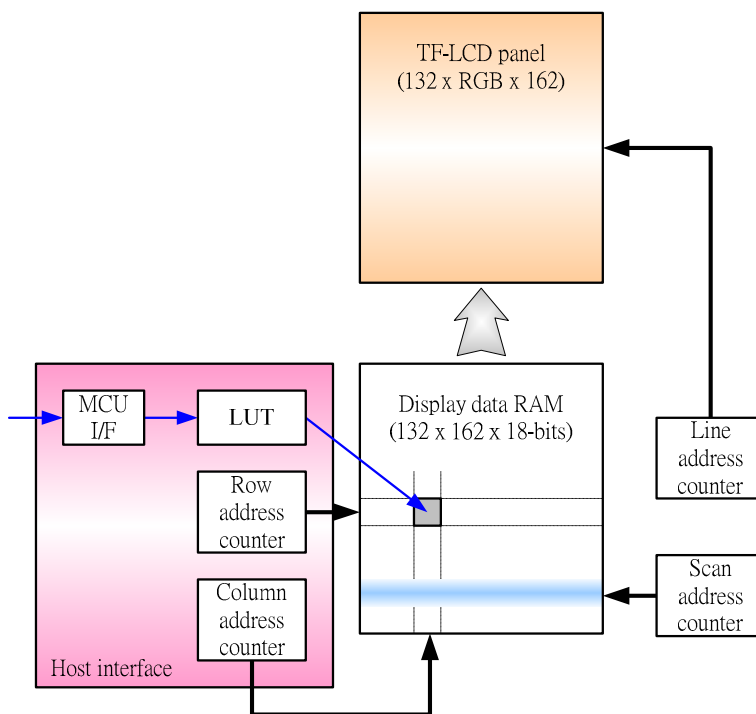 TF-LCD panel
(132 x RGB x 162)
MCU
I/F
LUT
Display data RAM
(132 x 162 x 18-bits)
Line
address
counter
Row
address
counter
Scan
address
counter
Column
address
counter
Host interface